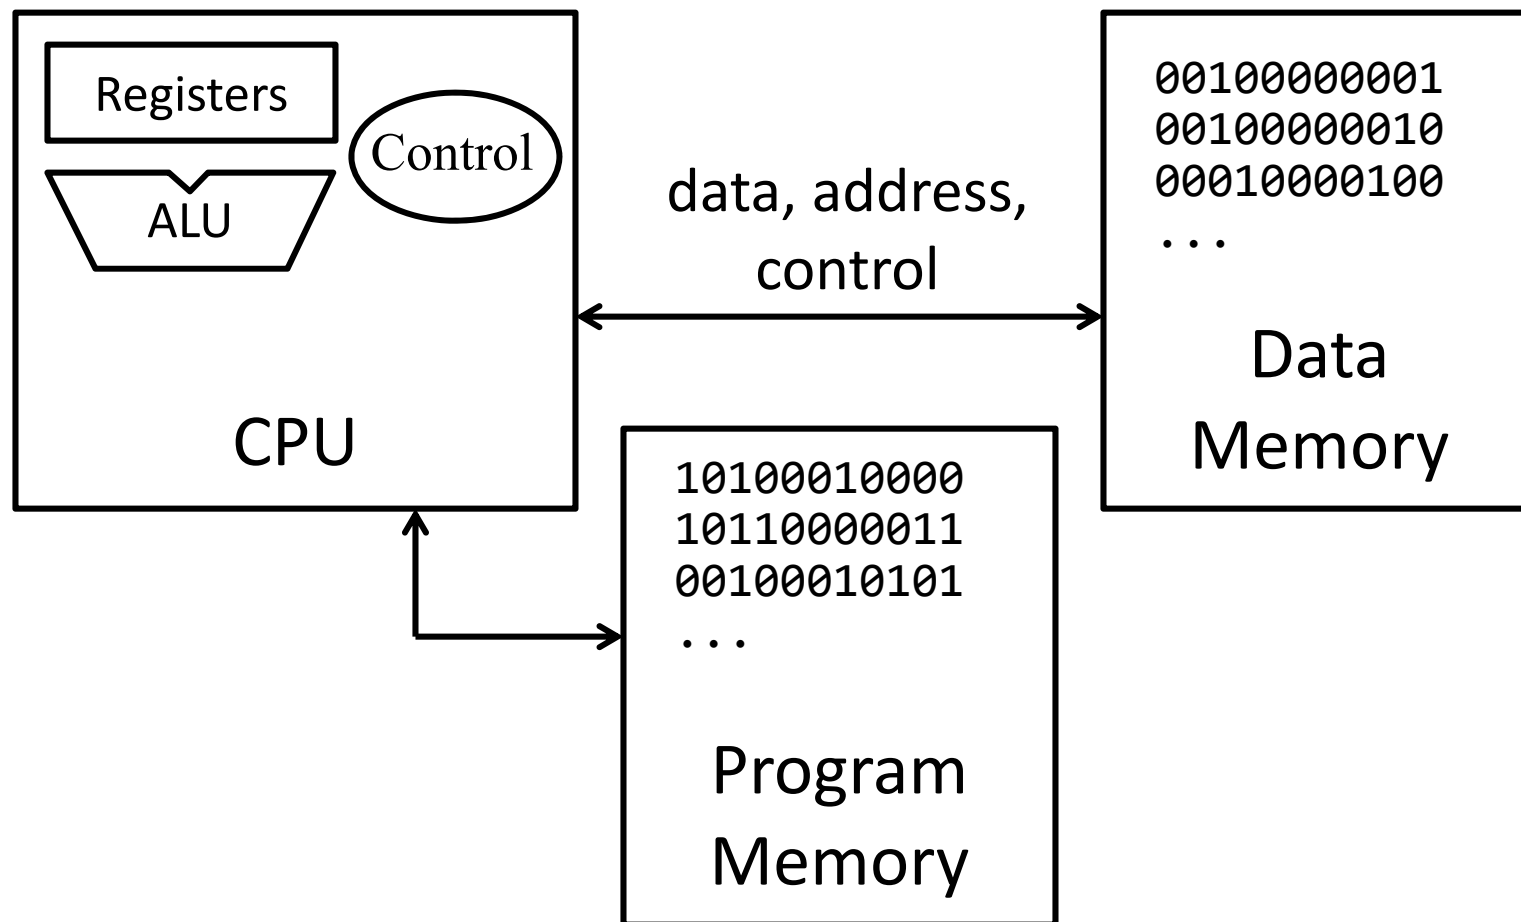 Registers
Control
ALU
CPU
data, address,
control
00100000001
00100000010
00010000100
...
Data
Memory
10100010000
10110000011
00100010101
...
Program
Memory